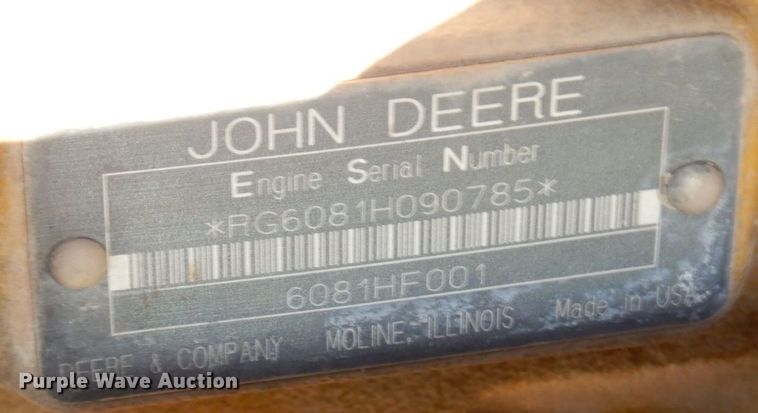 JOHN DEERE
Engine Serial Number
E S N
*RG6081H090785*
6081HF001
DEERE & COMPANY MOLINE, ILLINOIS Made in USA
Purple Wave Auction